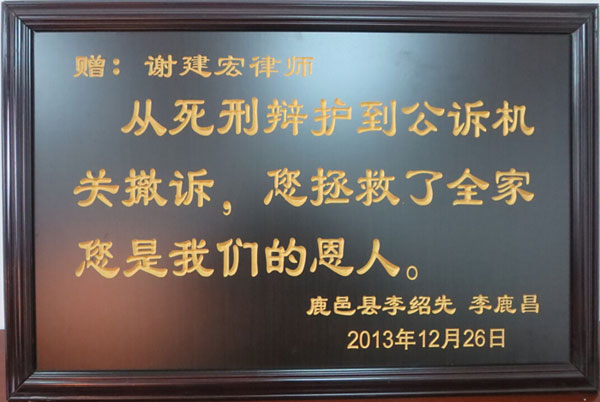 赠：谢建宏律师
从死刑辩护到公诉机
关撤诉，您拯救了全家
您是我们的恩人。
鹿邑县李绍先 李鹿昌
2013年12月26日